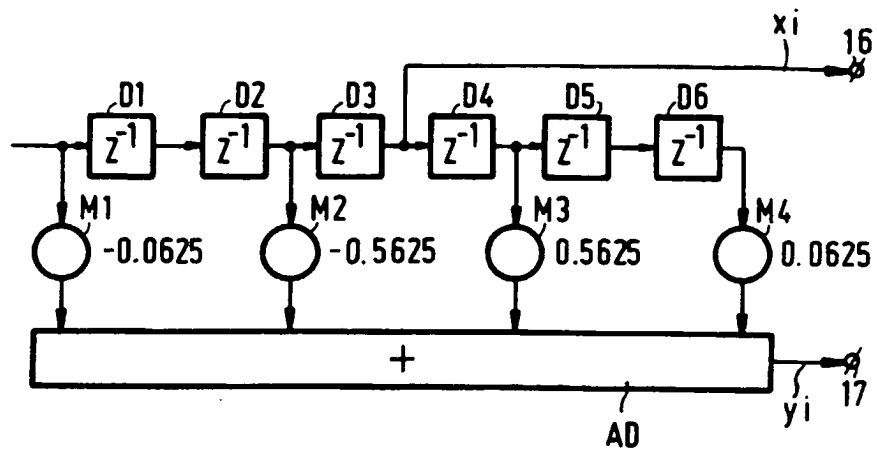 xi
16
D1 D2 D3 D4 D5 D6
z⁻¹ z⁻¹ z⁻¹ z⁻¹ z⁻¹ z⁻¹
M1 M2 M3 M4
-0.0625 -0.5625 0.5625 0.0625
+
yi
17
AD